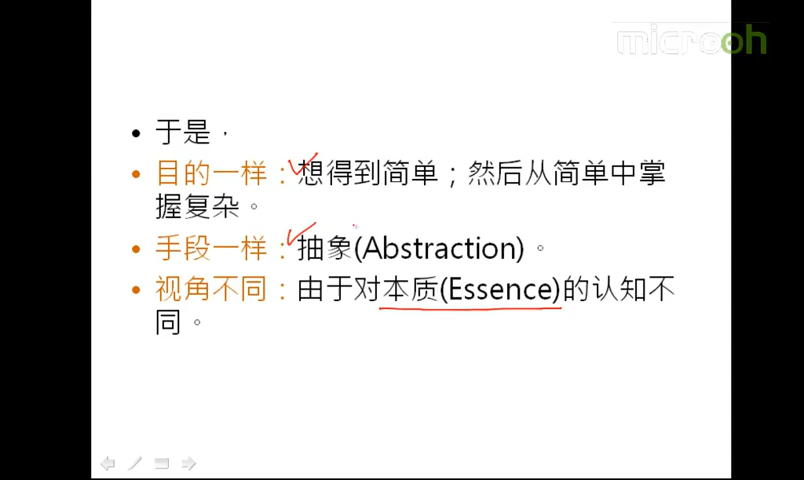 microoh
• 于是，
• 目的一样：想得到简单；然后从简单中掌
握复杂。
• 手段一样：抽象(Abstraction)。
• 视角不同：由于对本质(Essence)的认知不
同。